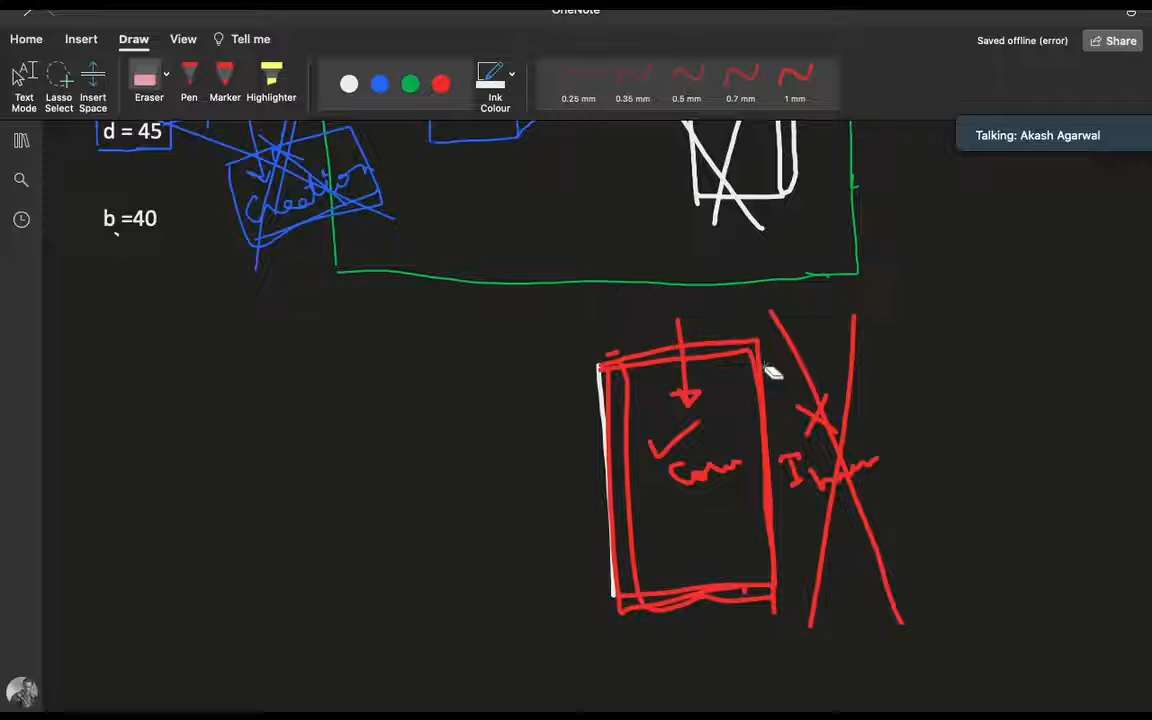 OneNote
Home Insert Draw View Tell me
Saved offline (error) Share
Text Mode
Lasso Select
Insert Space
Eraser
Pen
Marker
Highlighter
Ink Colour
0.25 mm 0.35 mm 0.5 mm 0.7 mm 1 mm
Talking: Akash Agarwal
d = 45
Creation
b =40